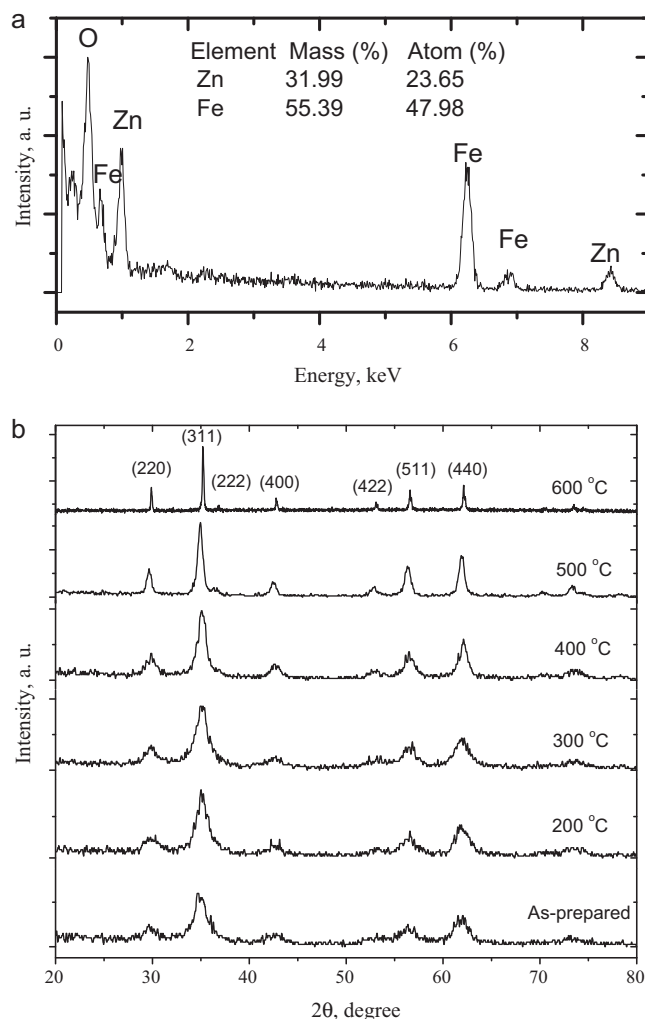 a
O
Element Mass (%) Atom (%)
Zn 31.99 23.65
Fe 55.39 47.98
Zn
Fe
Fe
Fe
Zn
Intensity, a. u.
0 2 4 6 8
Energy, keV
b
(311)
(220) (222) (400) (422) (511) (440)
600 °C
500 °C
400 °C
300 °C
200 °C
As-prepared
Intensity, a. u.
20 30 40 50 60 70 80
2θ, degree